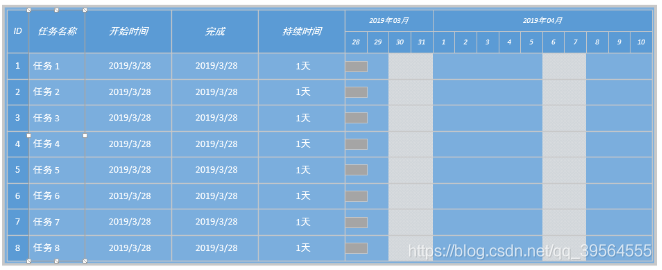 ID 任务名称 开始时间 完成 持续时间 2019年03月 2019年04月
28 29 30 31 1 2 3 4 5 6 7 8 9 10
1 任务 1 2019/3/28 2019/3/28 1天
2 任务 2 2019/3/28 2019/3/28 1天
3 任务 3 2019/3/28 2019/3/28 1天
4 任务 4 2019/3/28 2019/3/28 1天
5 任务 5 2019/3/28 2019/3/28 1天
6 任务 6 2019/3/28 2019/3/28 1天
7 任务 7 2019/3/28 2019/3/28 1天
8 任务 8 2019/3/28 2019/3/28 1天
https://blog.csdn.net/qq_39564555